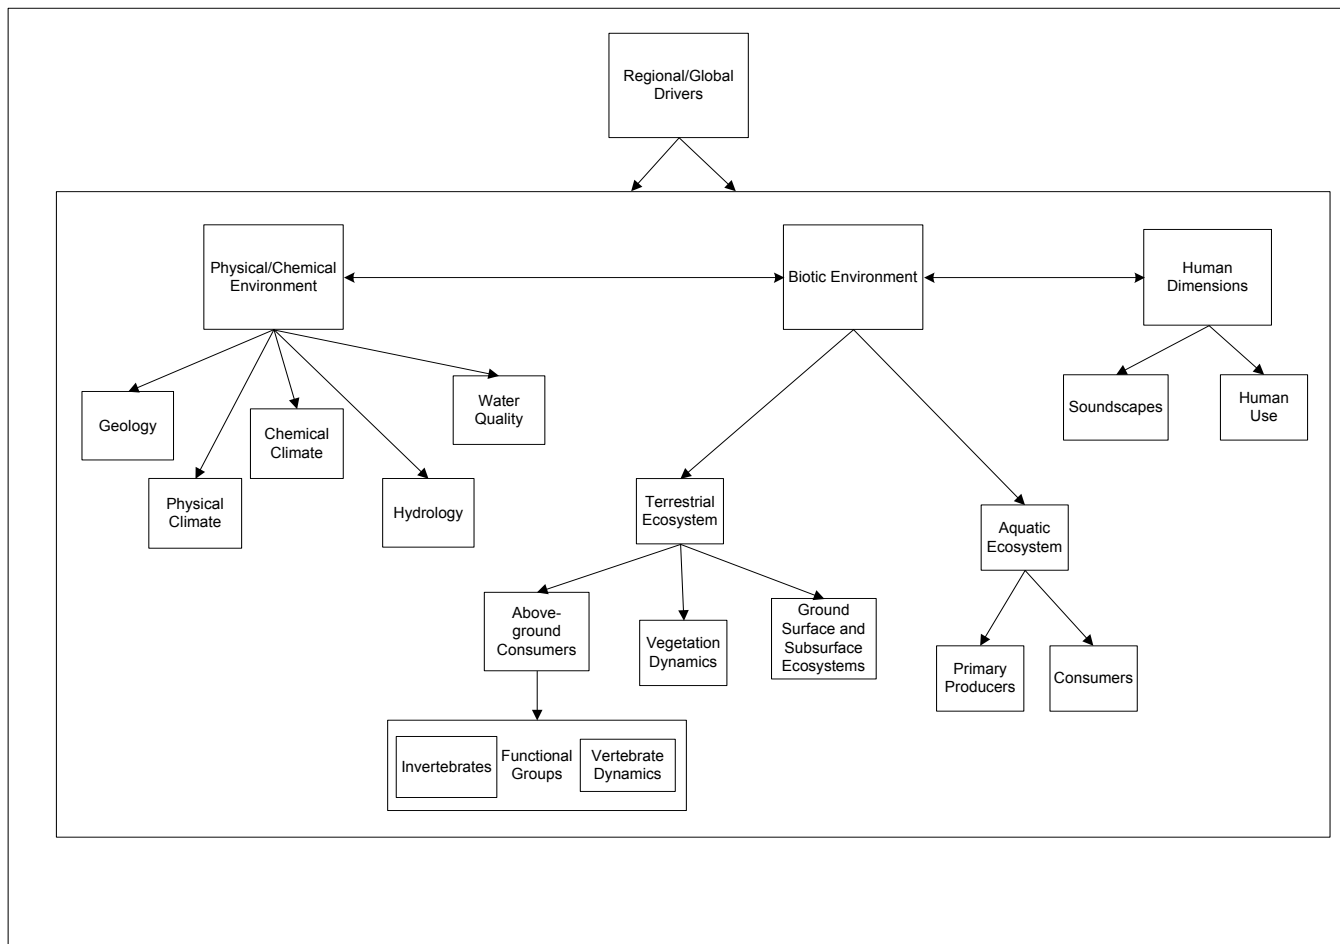 Regional/Global
Drivers
Physical/Chemical
Environment
Biotic Environment
Human
Dimensions
Geology
Physical
Climate
Chemical
Climate
Hydrology
Water
Quality
Soundscapes
Human
Use
Terrestrial
Ecosystem
Aquatic
Ecosystem
Above-
ground
Consumers
Vegetation
Dynamics
Ground
Surface and
Subsurface
Ecosystems
Primary
Producers
Consumers
Invertebrates
Functional
Groups
Vertebrate
Dynamics